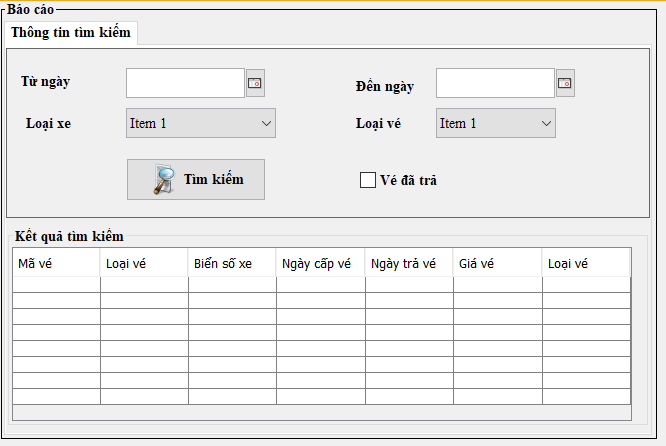 Báo cáo
Thông tin tìm kiếm
Từ ngày
Đến ngày
Loại xe
Item 1
Loại vé
Item 1
Tìm kiếm
Vé đã trả
Kết quả tìm kiếm
Mã vé
Loại vé
Biển số xe
Ngày cấp vé
Ngày trả vé
Giá vé
Loại vé